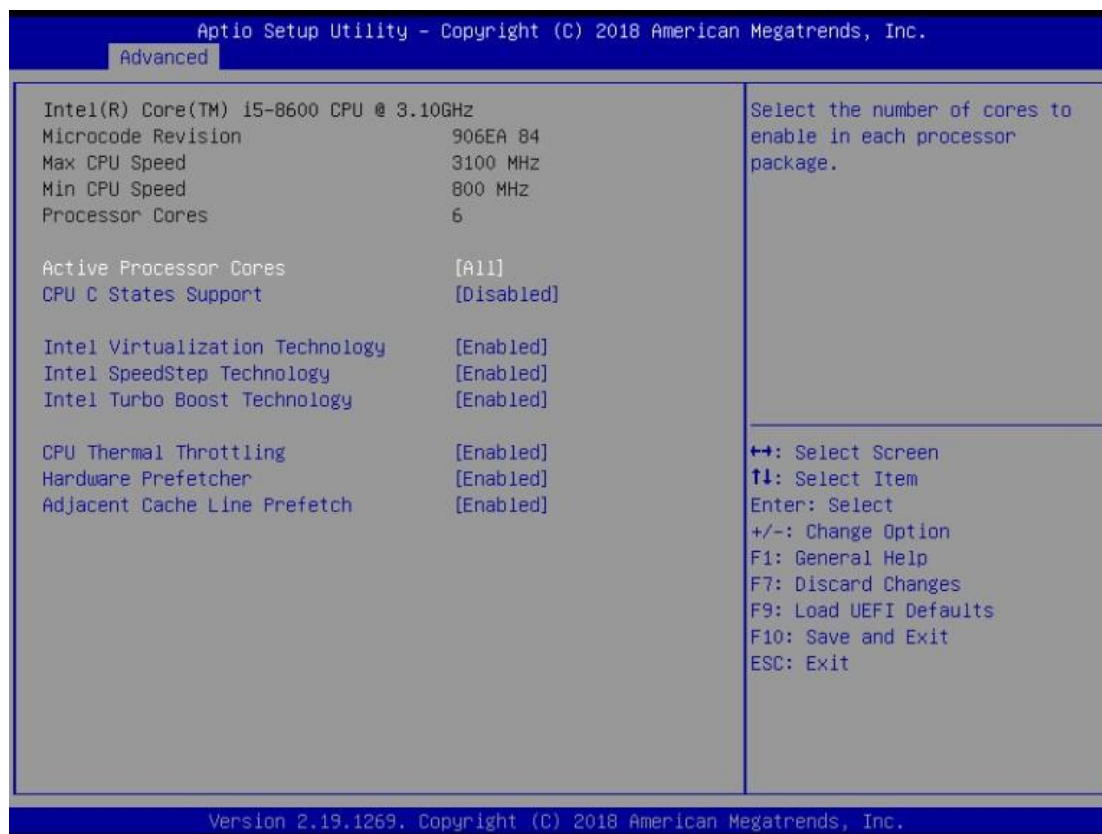 Aptio Setup Utility - Copyright (C) 2018 American Megatrends, Inc.
Advanced
Intel(R) Core(TM) i5-8600 CPU @ 3.10GHz
Microcode Revision 906EA 84
Max CPU Speed 3100 MHz
Min CPU Speed 800 MHz
Processor Cores 6
Active Processor Cores [All]
CPU C States Support [Disabled]
Intel Virtualization Technology [Enabled]
Intel SpeedStep Technology [Enabled]
Intel Turbo Boost Technology [Enabled]
CPU Thermal Throttling [Enabled]
Hardware Prefetcher [Enabled]
Adjacent Cache Line Prefetch [Enabled]
Select the number of cores to
enable in each processor
package.
↔: Select Screen
↑↓: Select Item
Enter: Select
+/-: Change Option
F1: General Help
F7: Discard Changes
F9: Load UEFI Defaults
F10: Save and Exit
ESC: Exit
Version 2.19.1269. Copyright (C) 2018 American Megatrends, Inc.